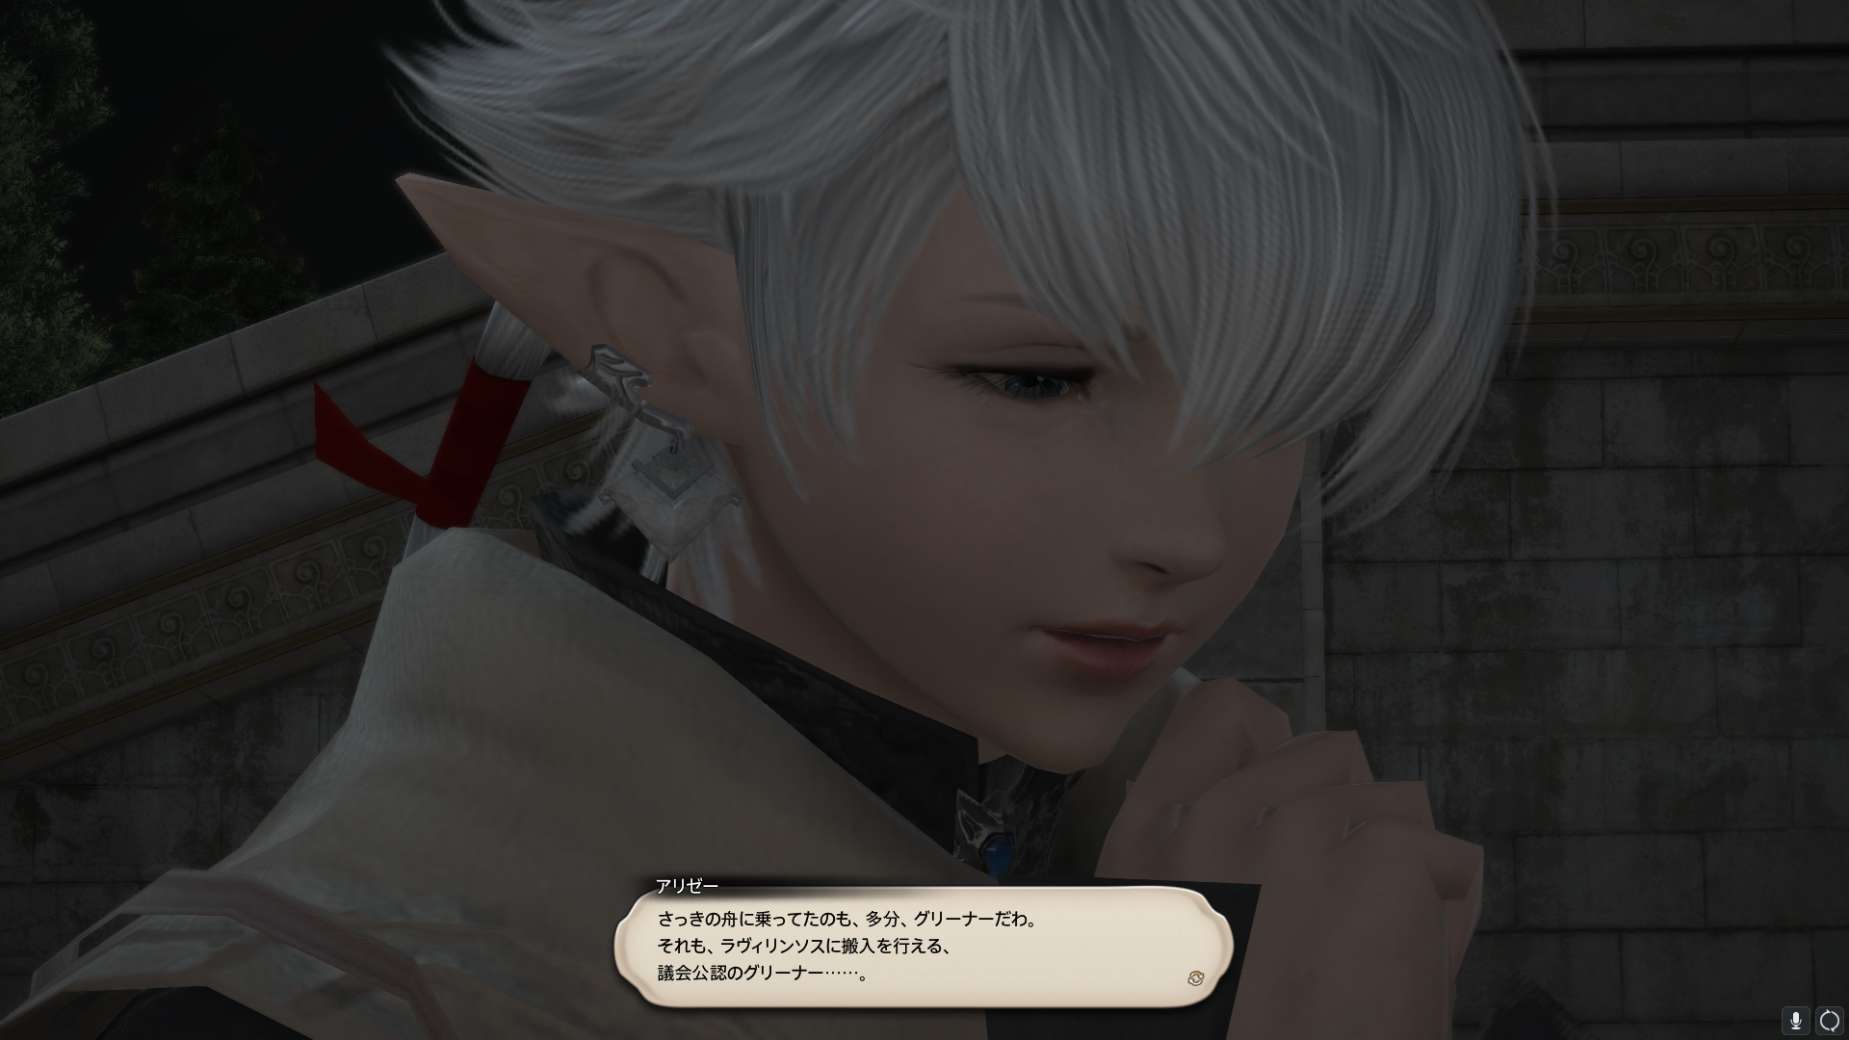 アリゼー
さっきの舟に乗ってたのも、多分、グリーナーだわ。
それも、ラヴィリンソスに搬入を行える、
議会公認のグリーナー……。